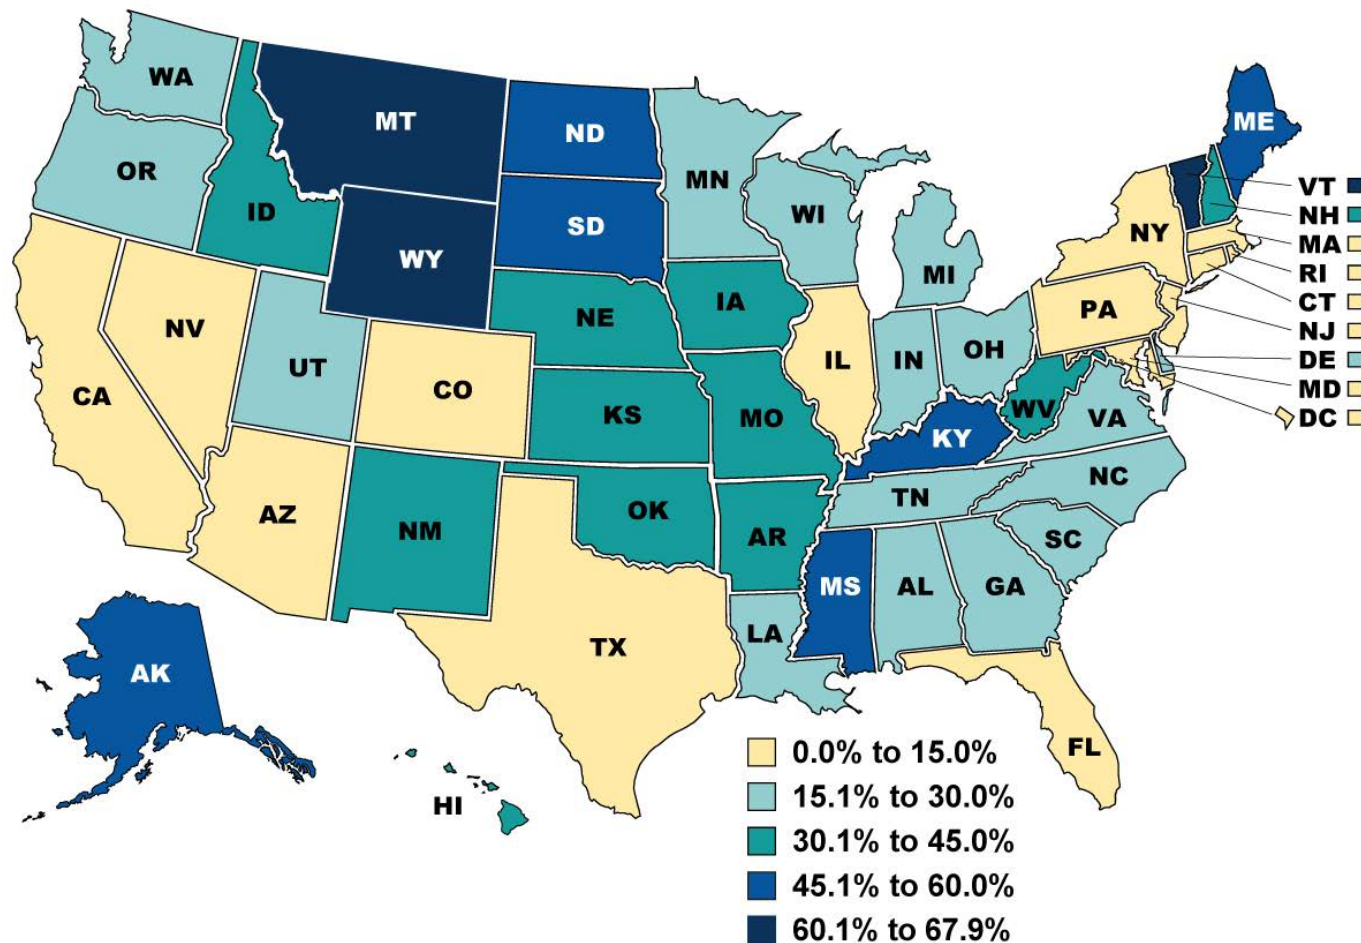 WA
MT
ND
ME
OR
MN
VT
ID
SD
WI
NH
NY
MA
WY
MI
RI
IA
NE
PA
CT
NV
OH
NJ
UT
IL
IN
DE
CO
CA
MD
KS
MO
WV
VA
DC
KY
NC
TN
AZ
OK
NM
AR
SC
MS
AL
GA
LA
TX
AK
FL
HI
0.0% to 15.0%
15.1% to 30.0%
30.1% to 45.0%
45.1% to 60.0%
60.1% to 67.9%